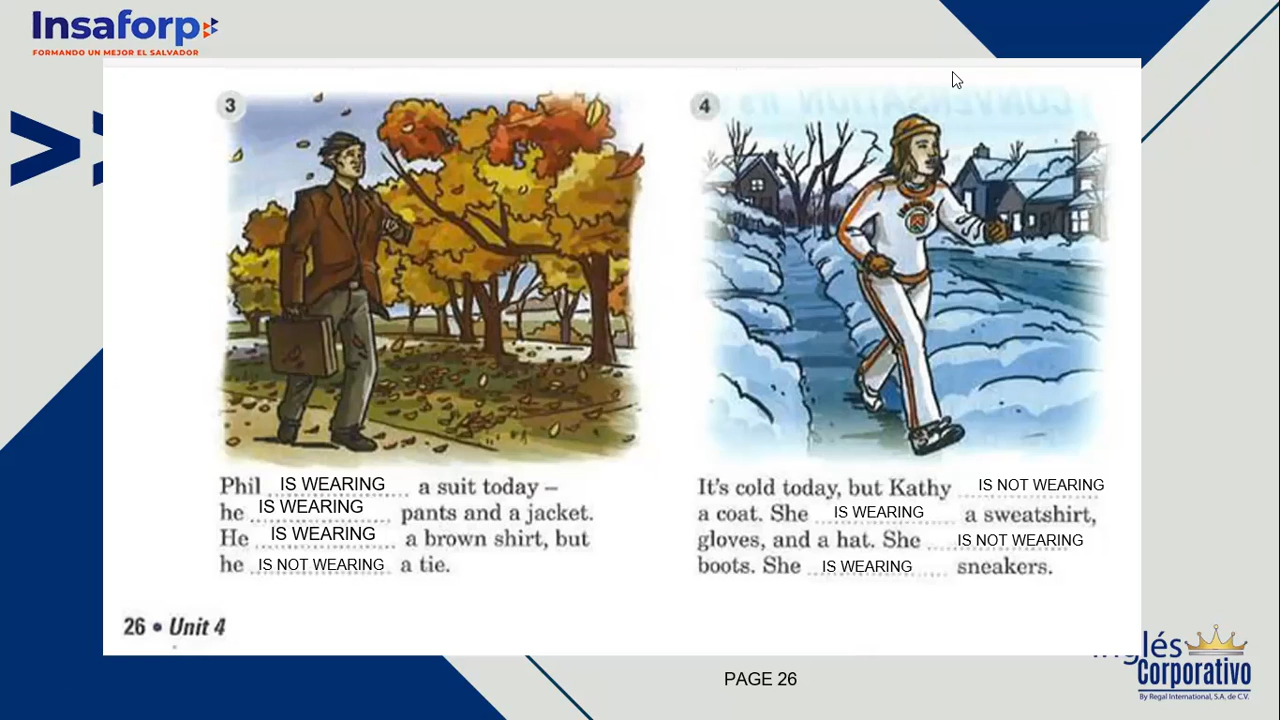 Insaforp
FORMANDO UN MEJOR EL SALVADOR
3
4
Phil IS WEARING a suit today –
he IS WEARING pants and a jacket.
He IS WEARING a brown shirt, but
he IS NOT WEARING a tie.
It's cold today, but Kathy IS NOT WEARING
a coat. She IS WEARING a sweatshirt,
gloves, and a hat. She IS NOT WEARING
boots. She IS WEARING sneakers.
26 • Unit 4
PAGE 26
Inglés
Corporativo
By Regal International, S.A. de C.V.